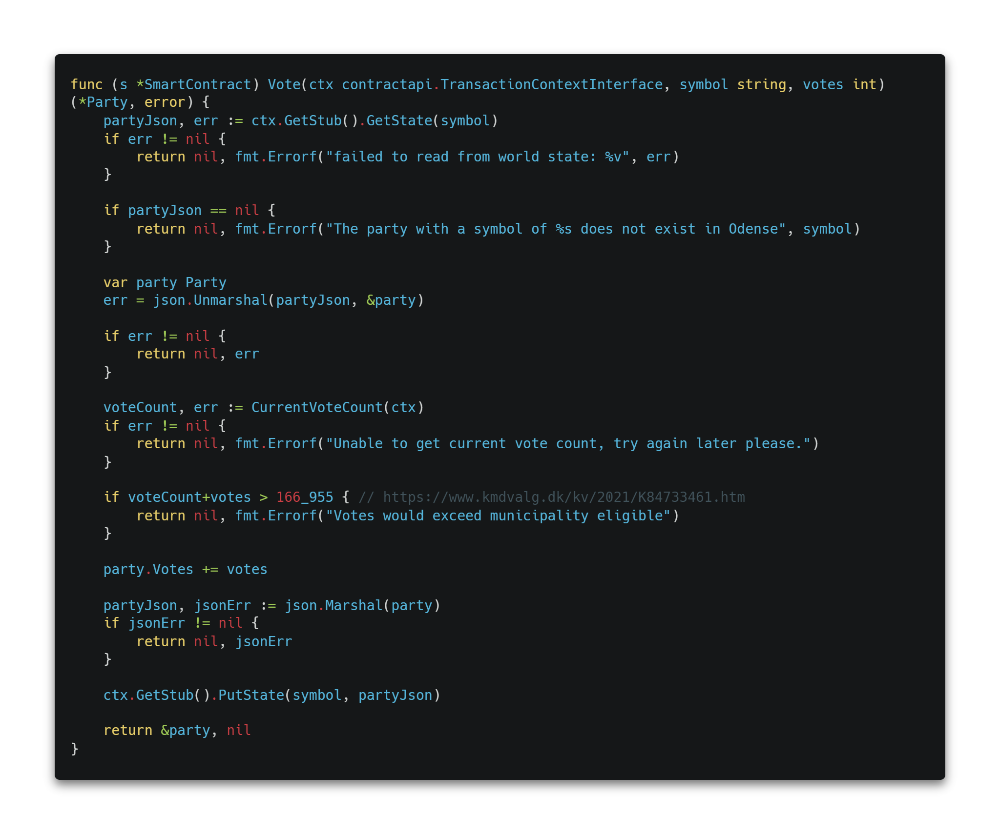 func (s *SmartContract) Vote(ctx contractapi.TransactionContextInterface, symbol string, votes int)
(*Party, error) {
    partyJson, err := ctx.GetStub().GetState(symbol)
    if err != nil {
        return nil, fmt.Errorf("failed to read from world state: %v", err)
    }

    if partyJson == nil {
        return nil, fmt.Errorf("The party with a symbol of %s does not exist in Odense", symbol)
    }

    var party Party
    err = json.Unmarshal(partyJson, &party)

    if err != nil {
        return nil, err
    }

    voteCount, err := CurrentVoteCount(ctx)
    if err != nil {
        return nil, fmt.Errorf("Unable to get current vote count, try again later please.")
    }

    if voteCount+votes > 166_955 { // https://www.kmdvalg.dk/kv/2021/K84733461.htm
        return nil, fmt.Errorf("Votes would exceed municipality eligible")
    }

    party.Votes += votes

    partyJson, jsonErr := json.Marshal(party)
    if jsonErr != nil {
        return nil, jsonErr
    }

    ctx.GetStub().PutState(symbol, partyJson)

    return &party, nil
}